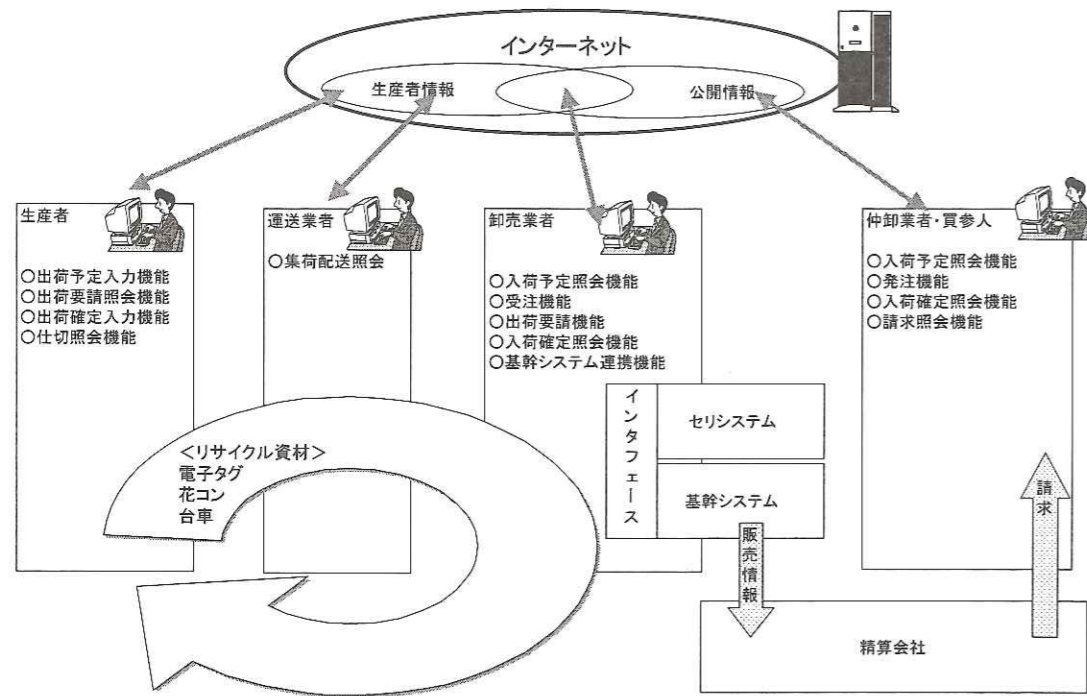 インターネット
生産者情報
公開情報
生産者
○出荷予定入力機能
○出荷要請照会機能
○出荷確定入力機能
○仕切照会機能
運送業者
○集荷配送照会
卸売業者
○入荷予定照会機能
○受注機能
○出荷要請機能
○入荷確定照会機能
○基幹システム連携機能
仲卸業者・買参人
○入荷予定照会機能
○発注機能
○入荷確定照会機能
○請求照会機能
<リサイクル資材>
電子タグ
花コン
台車
インタフェース
セリシステム
基幹システム
販売情報
請求
精算会社